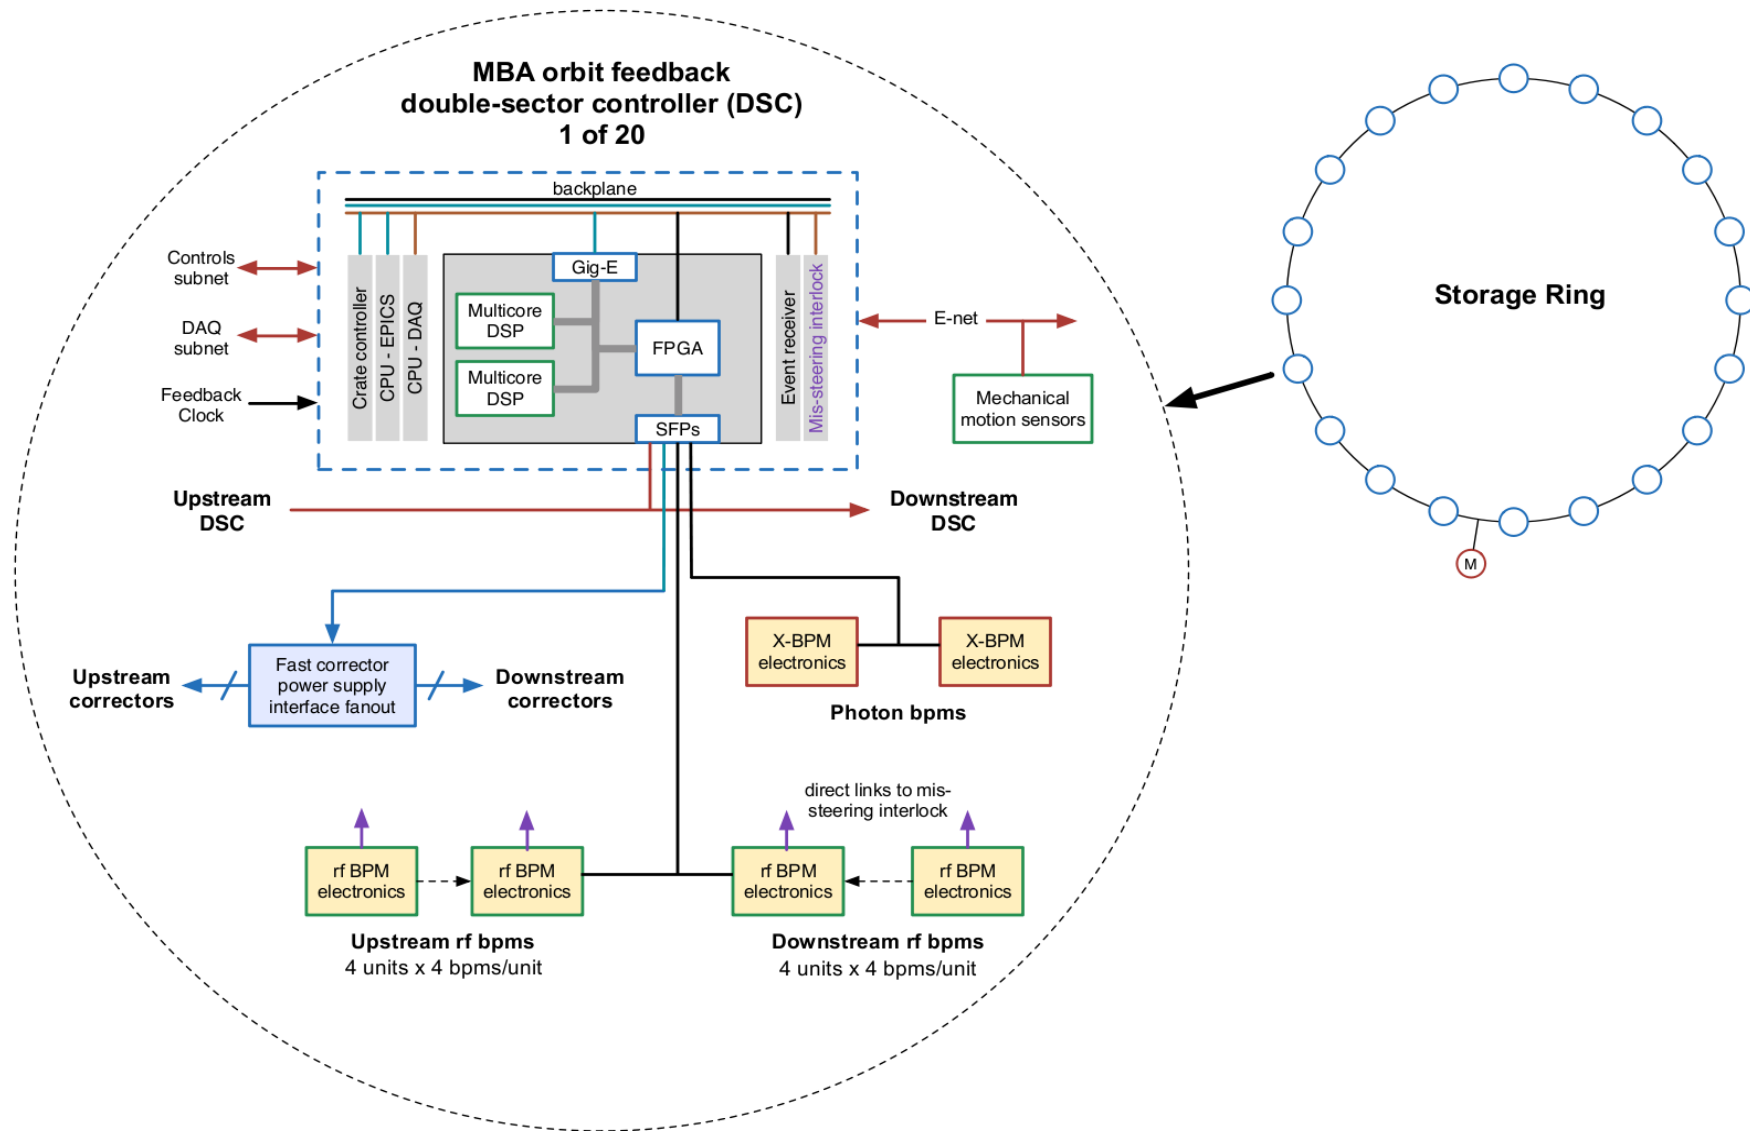 MBA orbit feedback
double-sector controller (DSC)
1 of 20
backplane
Controls
subnet
DAQ
subnet
Feedback
Clock
Crate controller
CPU - EPICS
CPU - DAQ
Gig-E
Multicore
DSP
Multicore
DSP
FPGA
SFPs
Event receiver
Mis-steering interlock
E-net
Mechanical
motion sensors
Storage Ring
M
Upstream
DSC
Downstream
DSC
Upstream
correctors
Fast corrector
power supply
interface fanout
Downstream
correctors
X-BPM
electronics
X-BPM
electronics
Photon bpms
direct links to mis-
steering interlock
rf BPM
electronics
rf BPM
electronics
rf BPM
electronics
rf BPM
electronics
Upstream rf bpms
4 units x 4 bpms/unit
Downstream rf bpms
4 units x 4 bpms/unit